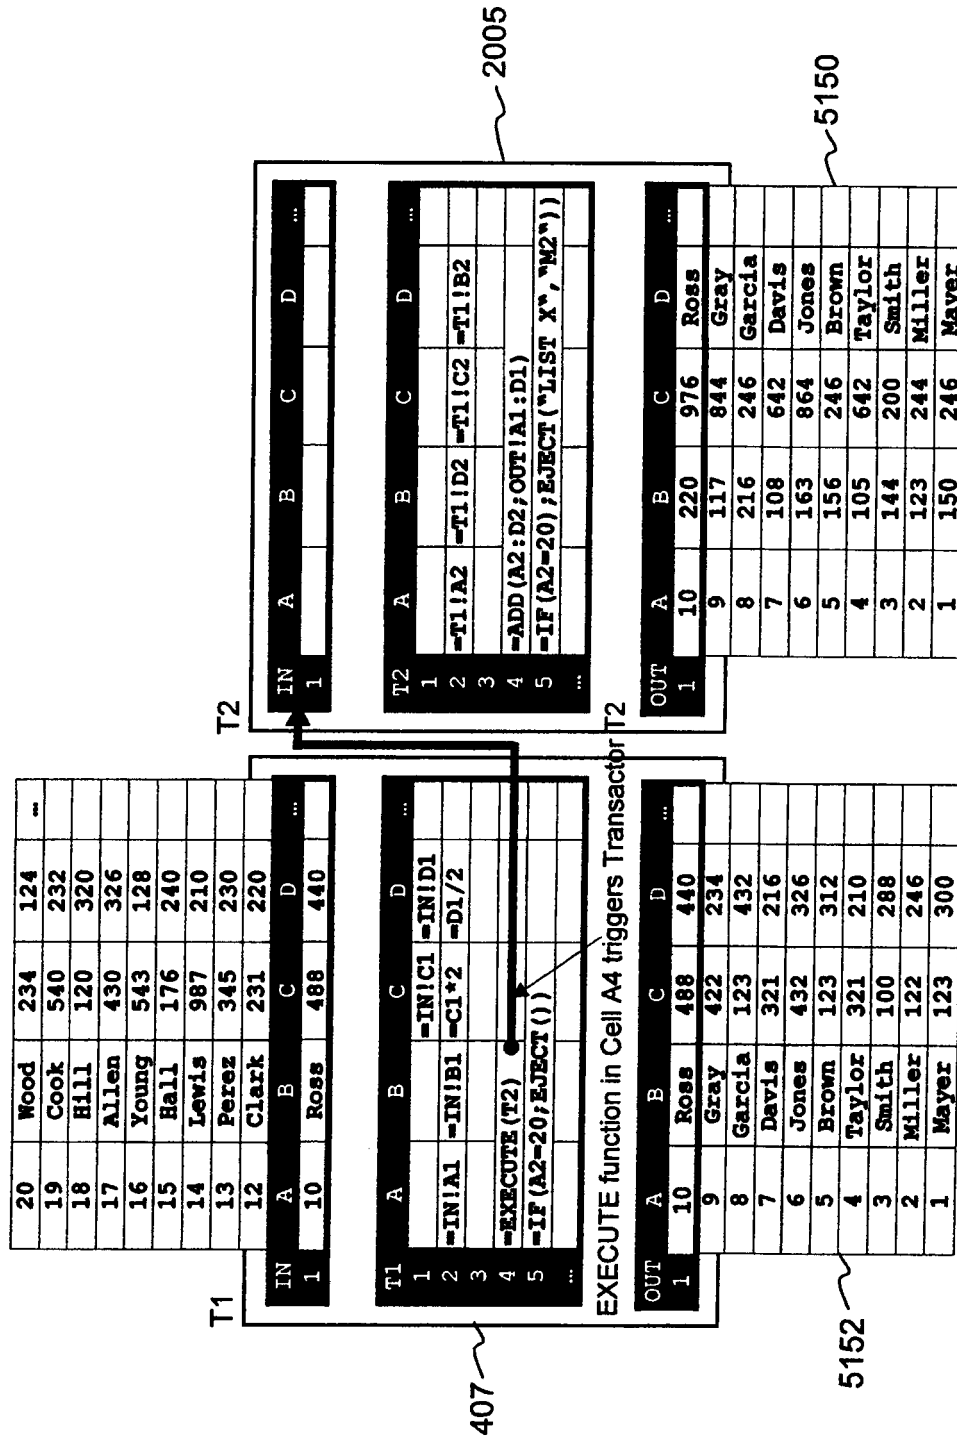 20 Wood 234 124 ...
19 Cook 540 232
18 Hill 120 320
17 Allen 430 326
16 Young 543 128
15 Hall 176 240
14 Lewis 987 210
13 Perez 345 230
12 Clark 231 220
T1
IN A B C D ...
1 10 Ross 488 440
T1 A B C D ...
1 =IN!C1 =IN!D1
2 =IN!A1 =IN!B1 =C1*2 =D1/2
3
4 =EXECUTE(T2)
5 =IF(A2=20;EJECT())
...
EXECUTE function in Cell A4 triggers Transactor T2
OUT A B C D ...
1 10 Ross 488 440
9 Gray 422 234
8 Garcia 123 432
7 Davis 321 216
6 Jones 432 326
5 Brown 123 312
4 Taylor 321 210
3 Smith 100 288
2 Miller 122 246
1 Mayer 123 300
407
5152
T2
IN A B C D ...
1
T2 A B C D ...
1
2 =T1!A2 =T1!D2 =T1!C2 =T1!B2
3
4 =ADD(A2:D2;OUT!A1:D1)
5 =IF(A2=20);EJECT("LIST X","M2"))
...
OUT A B C D ...
1 10 220 976 Ross
9 117 844 Gray
8 216 246 Garcia
7 108 642 Davis
6 163 864 Jones
5 156 246 Brown
4 105 642 Taylor
3 144 200 Smith
2 123 244 Miller
1 150 246 Mayer
2005
5150